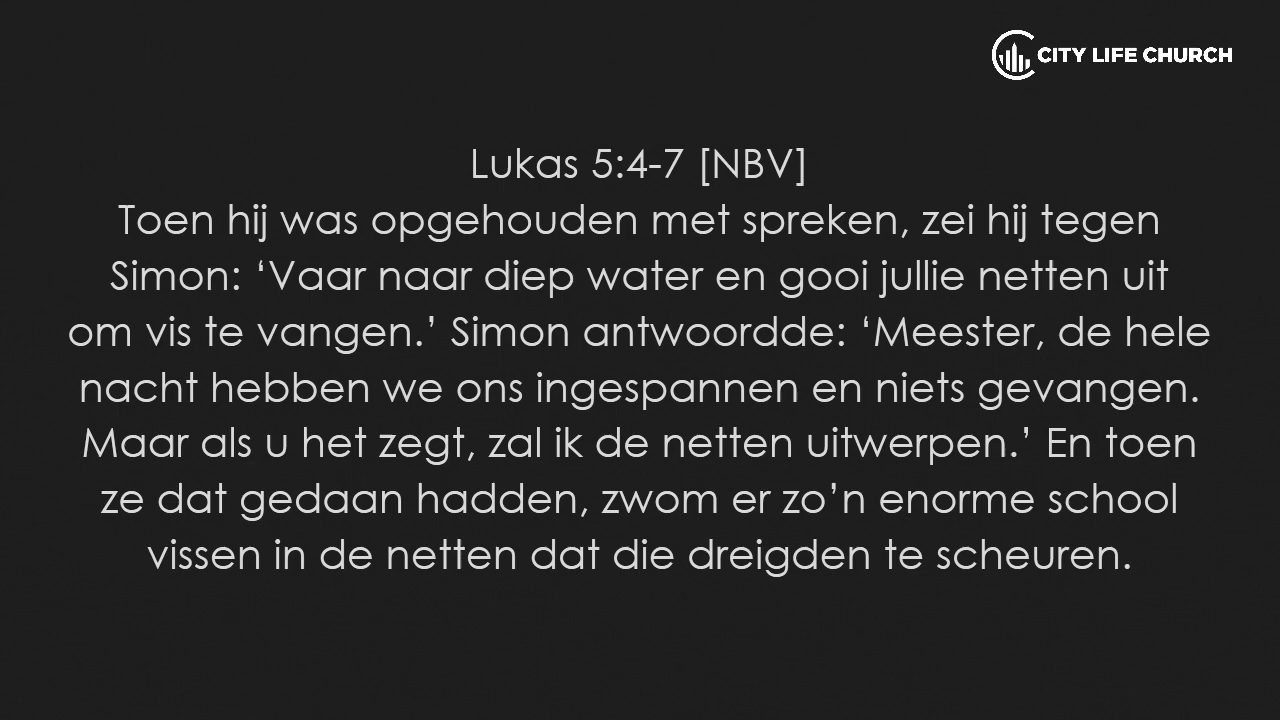 CITY LIFE CHURCH
Lukas 5:4-7 [NBV]
Toen hij was opgehouden met spreken, zei hij tegen
Simon: ‘Vaar naar diep water en gooi jullie netten uit
om vis te vangen.’ Simon antwoordde: ‘Meester, de hele
nacht hebben we ons ingespannen en niets gevangen.
Maar als u het zegt, zal ik de netten uitwerpen.’ En toen
ze dat gedaan hadden, zwom er zo’n enorme school
vissen in de netten dat die dreigden te scheuren.